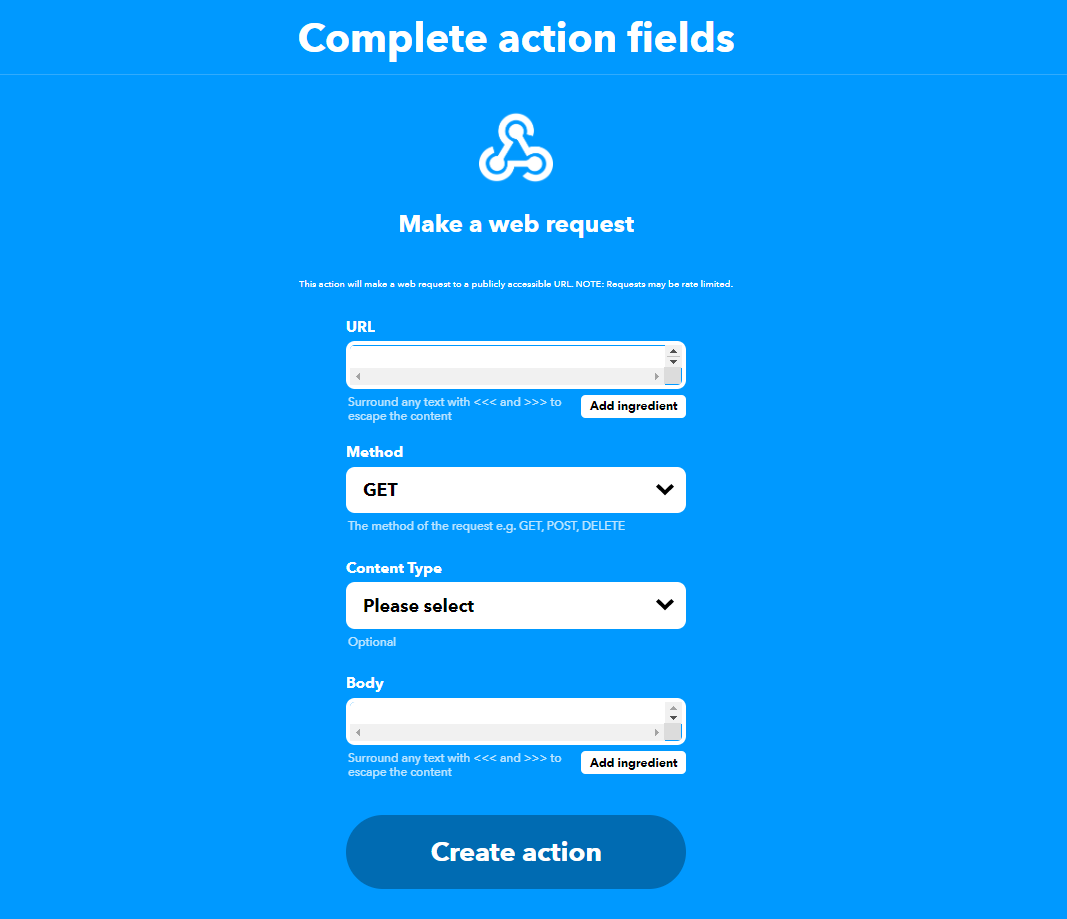 Complete action fields
Make a web request
This action will make a web request to a publicly accessible URL. NOTE: Requests may be rate limited.
URL
Surround any text with <<< and >>> to
escape the content
Add ingredient
Method
GET
The method of the request e.g. GET, POST, DELETE
Content Type
Please select
Optional
Body
Surround any text with <<< and >>> to
escape the content
Add ingredient
Create action